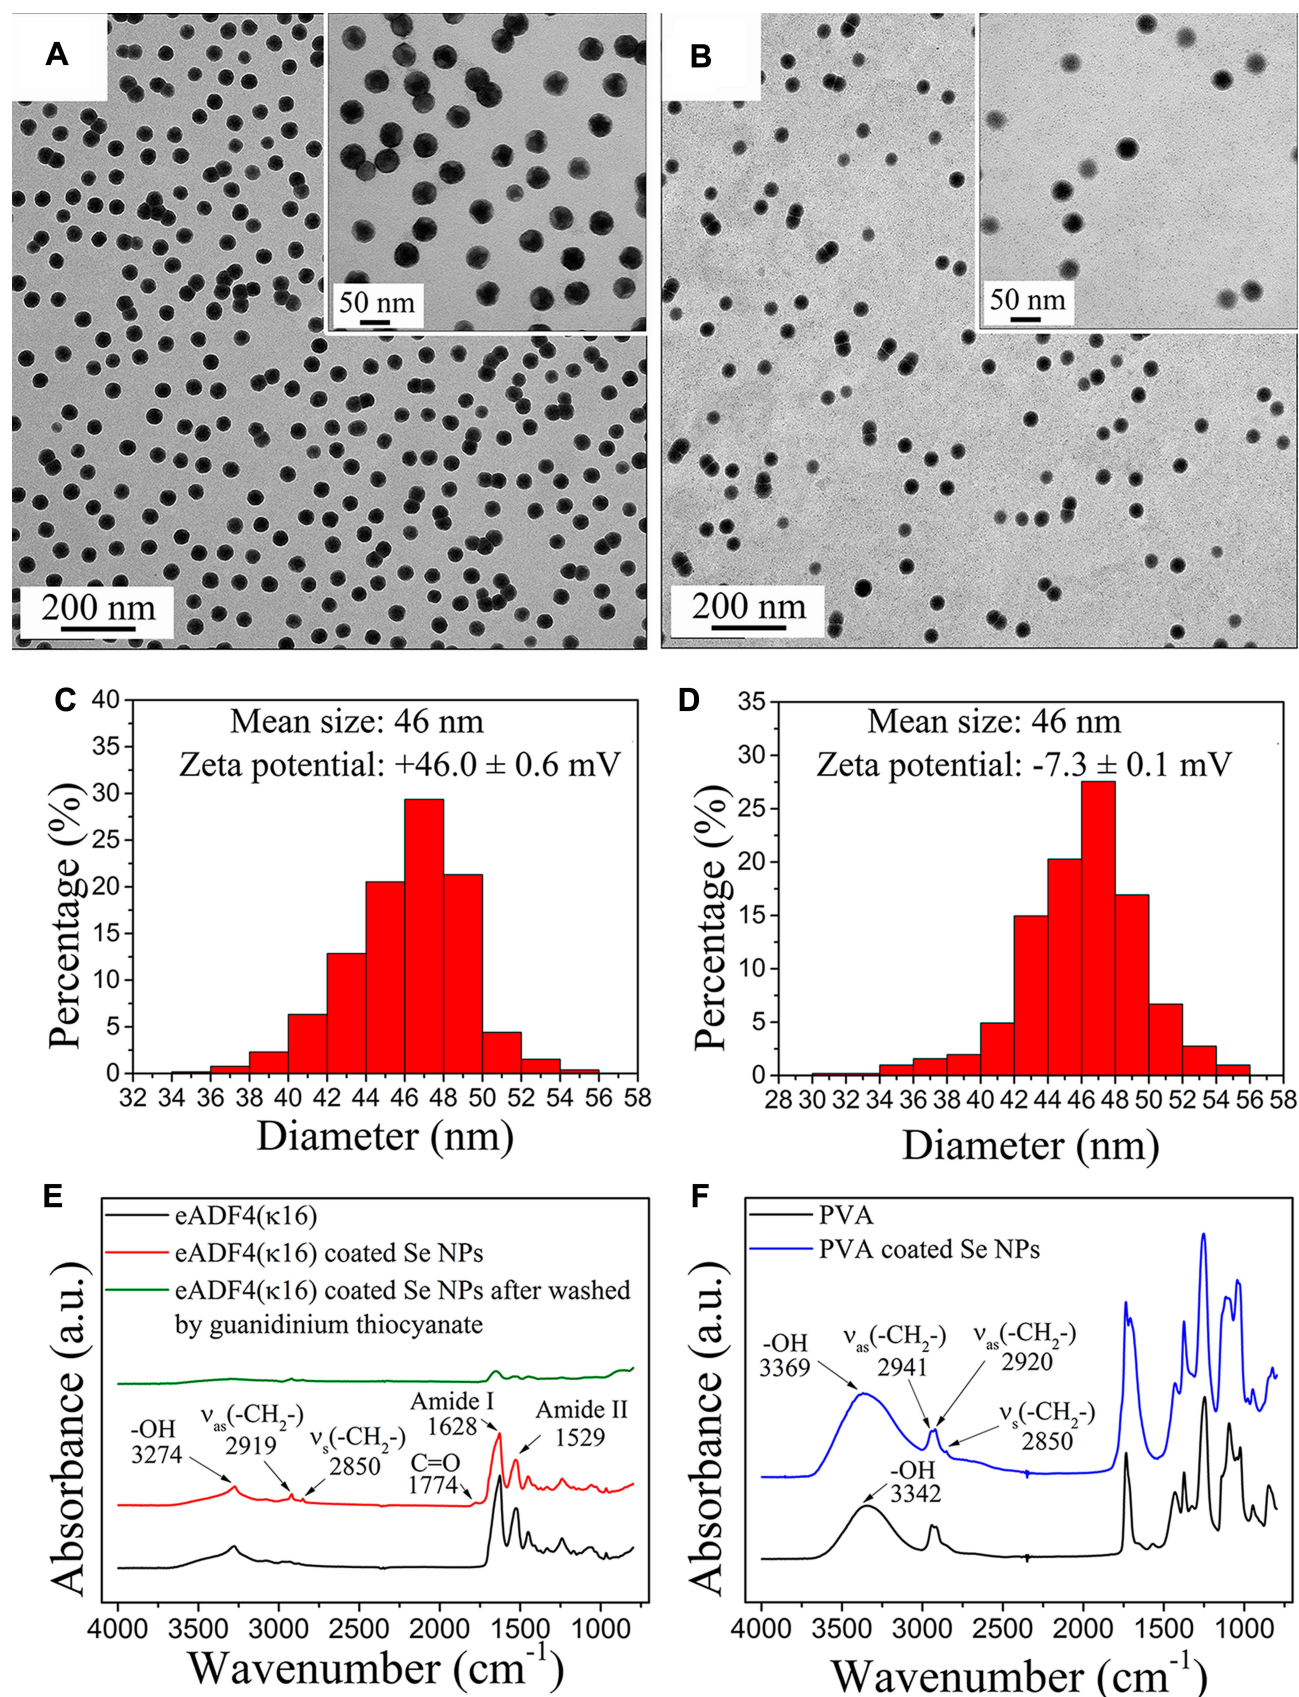 A
50 nm
200 nm
B
50 nm
200 nm
C
Mean size: 46 nm
Zeta potential: +46.0 ± 0.6 mV
Percentage (%)
40
35
30
25
20
15
10
5
0
32 34 36 38 40 42 44 46 48 50 52 54 56 58
Diameter (nm)
D
Mean size: 46 nm
Zeta potential: -7.3 ± 0.1 mV
Percentage (%)
35
30
25
20
15
10
5
0
28 30 32 34 36 38 40 42 44 46 48 50 52 54 56 58
Diameter (nm)
E
eADF4(κ16)
eADF4(κ16) coated Se NPs
eADF4(κ16) coated Se NPs after washed
by guanidinium thiocyanate
-OH
3274
νas(-CH2-)
2919
νs(-CH2-)
2850
C=O
1774
Amide I
1628
Amide II
1529
Absorbance (a.u.)
4000 3500 3000 2500 2000 1500 1000
Wavenumber (cm-1)
F
PVA
PVA coated Se NPs
-OH
3369
νas(-CH2-)
2941
νas(-CH2-)
2920
νs(-CH2-)
2850
-OH
3342
Absorbance (a.u.)
4000 3500 3000 2500 2000 1500 1000
Wavenumber (cm-1)